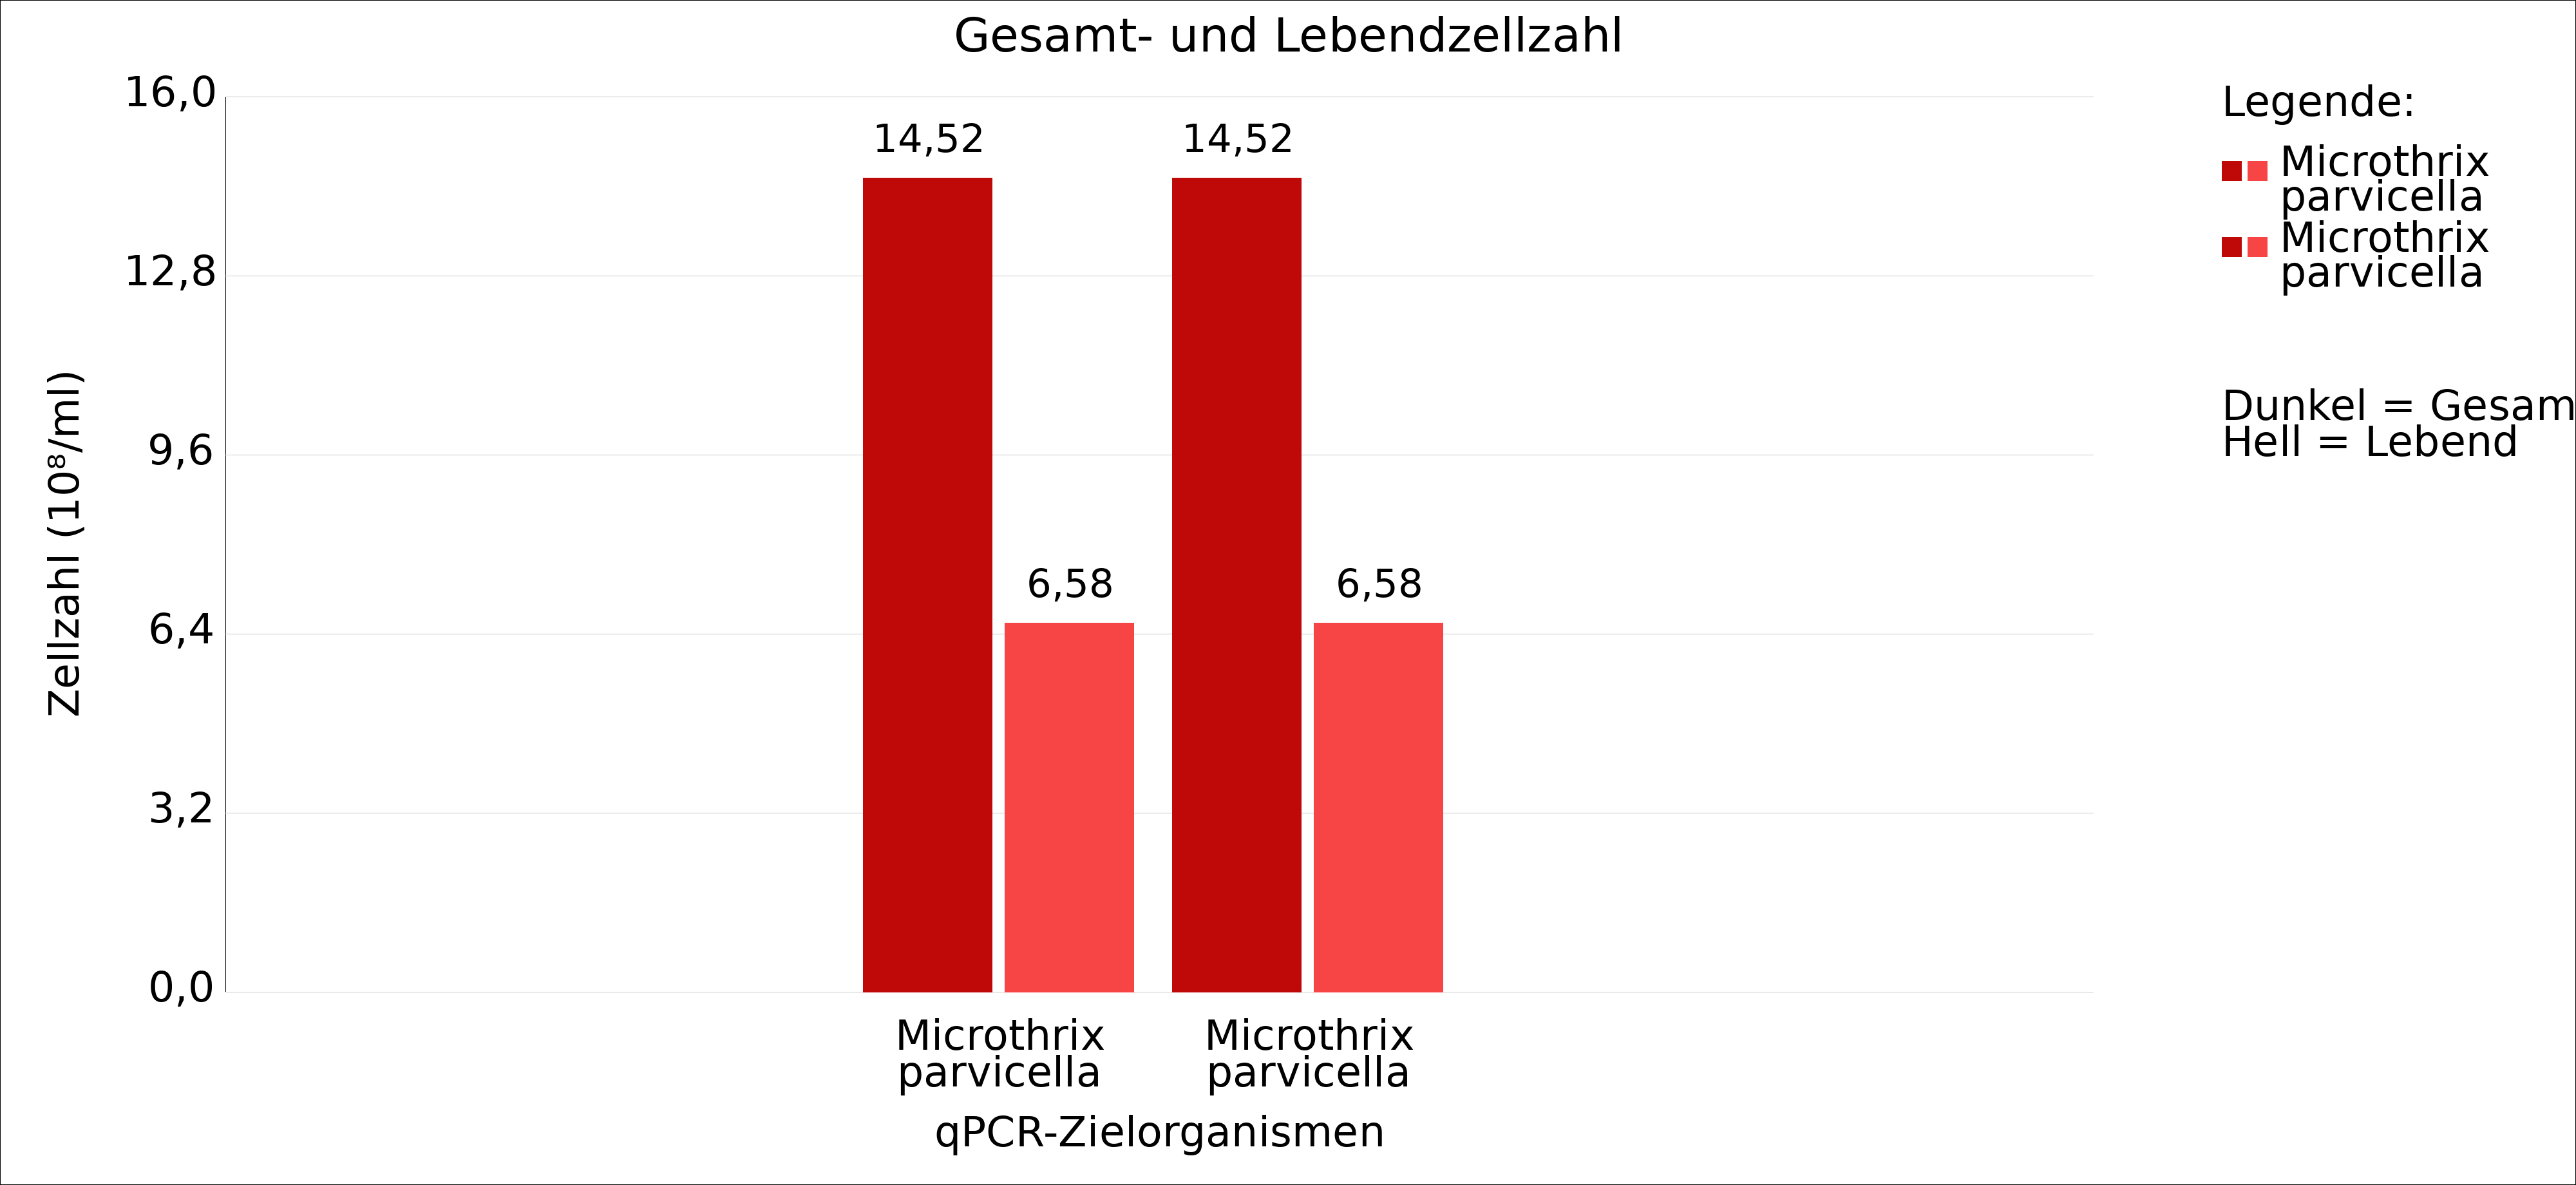 Gesamt- und Lebendzellzahl
16,0
12,8
9,6
6,4
3,2
0,0
Zellzahl (10⁸/ml)
14,52
6,58
14,52
6,58
Microthrix
parvicella
Microthrix
parvicella
qPCR-Zielorganismen
Legende:
Microthrix
parvicella
Microthrix
parvicella
Dunkel = Gesam
Hell = Lebend